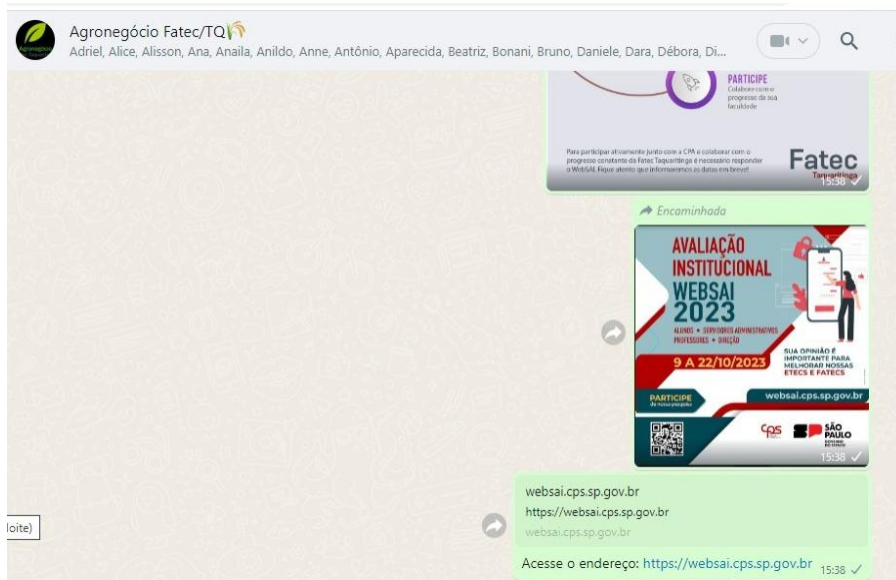 Agronegócio Fatec/TQ🌾
Adriel, Alice, Alisson, Ana, Anaila, Anildo, Anne, Antônio, Aparecida, Beatriz, Bonani, Bruno, Daniele, Dara, Débora, Di...
PARTICIPE
Colabore com o
progresso da sua
faculdade
Para participar ativamente junto com a CPA e colaborar com o
progresso constante da Fatec Taquaritinga é necessário responder
o WebSAI. Fique atento que informaremos as datas em breve!
Fatec
Taquaritinga
15:38
Encaminhada
AVALIAÇÃO
INSTITUCIONAL
WEBSAI
2023
ALUNOS • SERVIDORES ADMINISTRATIVOS
PROFESSORES • DIREÇÃO
9 A 22/10/2023
SUA OPINIÃO É
IMPORTANTE PARA
MELHORAR NOSSAS
ETECS E FATECS
PARTICIPE
da nossa pesquisa
websai.cps.sp.gov.br
cps
SÃO
PAULO
15:38
websai.cps.sp.gov.br
https://websai.cps.sp.gov.br
websai.cps.sp.gov.br
loite)
Acesse o endereço: https://websai.cps.sp.gov.br 15:38